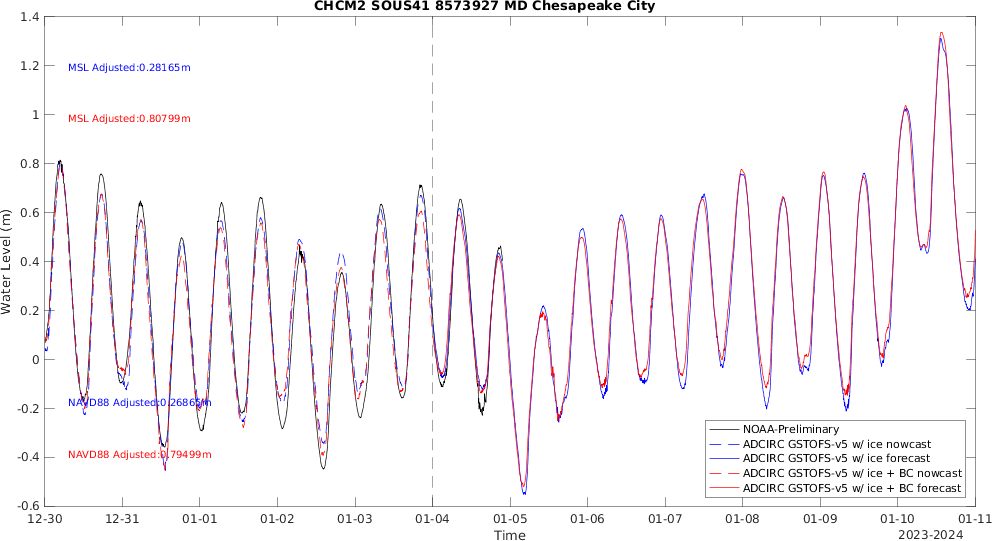 CHCM2 SOUS41 8573927 MD Chesapeake City
Water Level (m)
1.4
1.2
1
0.8
0.6
0.4
0.2
0
-0.2
-0.4
-0.6
MSL Adjusted:0.28165m
MSL Adjusted:0.80799m
NAVD88 Adjusted:0.26865m
NAVD88 Adjusted:0.79499m
NOAA-Preliminary
ADCIRC GSTOFS-v5 w/ ice nowcast
ADCIRC GSTOFS-v5 w/ ice forecast
ADCIRC GSTOFS-v5 w/ ice + BC nowcast
ADCIRC GSTOFS-v5 w/ ice + BC forecast
12-30 12-31 01-01 01-02 01-03 01-04 01-05 01-06 01-07 01-08 01-09 01-10 01-11
Time
2023-2024